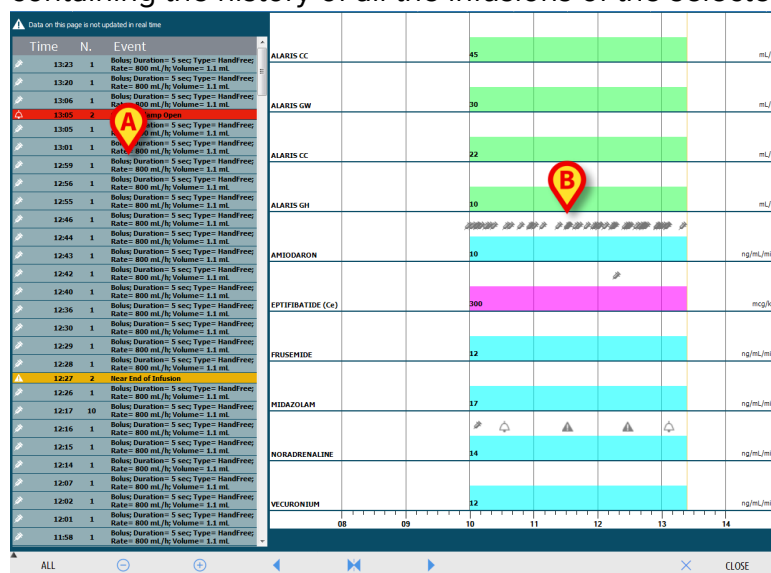 containing the history of all the infusions of the selecte
Data on this page is not updated in real time
Time N. Event
13:23 1 Bolus; Duration= 5 sec; Type= HandFree;
Rate= 800 mL/h; Volume= 1.1 mL
13:20 1 Bolus; Duration= 5 sec; Type= HandFree;
Rate= 800 mL/h; Volume= 1.1 mL
13:06 1 Bolus; Duration= 5 sec; Type= HandFree;
Rate= 800 mL/h; Volume= 1.1 mL
13:05 2 Open
13:05 1 5 sec; Type= HandFree;
Rate= 800 mL/h; Volume= 1.1 mL
13:01 1 5 sec; Type= HandFree;
Rate= 800 mL/h; Volume= 1.1 mL
12:59 1 Bolus; Duration= 5 sec; Type= HandFree;
Rate= 800 mL/h; Volume= 1.1 mL
12:56 1 Bolus; Duration= 5 sec; Type= HandFree;
Rate= 800 mL/h; Volume= 1.1 mL
12:55 1 Bolus; Duration= 5 sec; Type= HandFree;
Rate= 800 mL/h; Volume= 1.1 mL
12:46 1 Bolus; Duration= 5 sec; Type= HandFree;
Rate= 800 mL/h; Volume= 1.1 mL
12:44 1 Bolus; Duration= 5 sec; Type= HandFree;
Rate= 800 mL/h; Volume= 1.1 mL
12:43 1 Bolus; Duration= 5 sec; Type= HandFree;
Rate= 800 mL/h; Volume= 1.1 mL
12:42 1 Bolus; Duration= 5 sec; Type= HandFree;
Rate= 800 mL/h; Volume= 1.1 mL
12:40 1 Bolus; Duration= 5 sec; Type= HandFree;
Rate= 800 mL/h; Volume= 1.1 mL
12:36 1 Bolus; Duration= 5 sec; Type= HandFree;
Rate= 800 mL/h; Volume= 1.1 mL
12:30 1 Bolus; Duration= 5 sec; Type= HandFree;
Rate= 800 mL/h; Volume= 1.1 mL
12:29 1 Bolus; Duration= 5 sec; Type= HandFree;
Rate= 800 mL/h; Volume= 1.1 mL
12:28 1 Bolus; Duration= 5 sec; Type= HandFree;
Rate= 800 mL/h; Volume= 1.1 mL
12:27 2 Near End of Infusion
12:26 1 Bolus; Duration= 5 sec; Type= HandFree;
Rate= 800 mL/h; Volume= 1.1 mL
12:17 10 Bolus; Duration= 5 sec; Type= HandFree;
Rate= 800 mL/h; Volume= 1.1 mL
12:16 1 Bolus; Duration= 5 sec; Type= HandFree;
Rate= 800 mL/h; Volume= 1.1 mL
12:15 1 Bolus; Duration= 5 sec; Type= HandFree;
Rate= 800 mL/h; Volume= 1.1 mL
12:14 1 Bolus; Duration= 5 sec; Type= HandFree;
Rate= 800 mL/h; Volume= 1.1 mL
12:07 1 Bolus; Duration= 5 sec; Type= HandFree;
Rate= 800 mL/h; Volume= 1.1 mL
12:02 1 Bolus; Duration= 5 sec; Type= HandFree;
Rate= 800 mL/h; Volume= 1.1 mL
12:01 1 Bolus; Duration= 5 sec; Type= HandFree;
Rate= 800 mL/h; Volume= 1.1 mL
11:58 1 Bolus; Duration= 5 sec; Type= HandFree;
Rate= 800 mL/h; Volume= 1.1 mL
A
ALARIS CC 45 mL/
ALARIS GW 30 mL/
ALARIS CC 22 mL/
B
ALARIS GH 10 mL/
AMIODARON 10 ng/mL/mi
EPTIFIBATIDE (Ce) 300 mcg/k
FRUSEMIDE 12 ng/mL/mi
MIDAZOLAM 17 ng/mL/mi
NORADRENALINE 14 ng/mL/mi
VECURONIUM 12 ng/mL/mi
08 09 10 11 12 13 14
ALL CLOSE